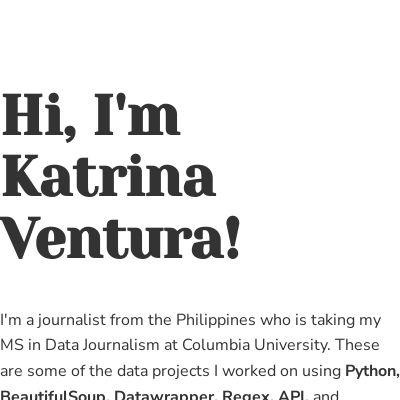 Hi, I'm
Katrina
Ventura!
I'm a journalist from the Philippines who is taking my
MS in Data Journalism at Columbia University. These
are some of the data projects I worked on using Python,
BeautifulSoup, Datawrapper, Regex, API, and